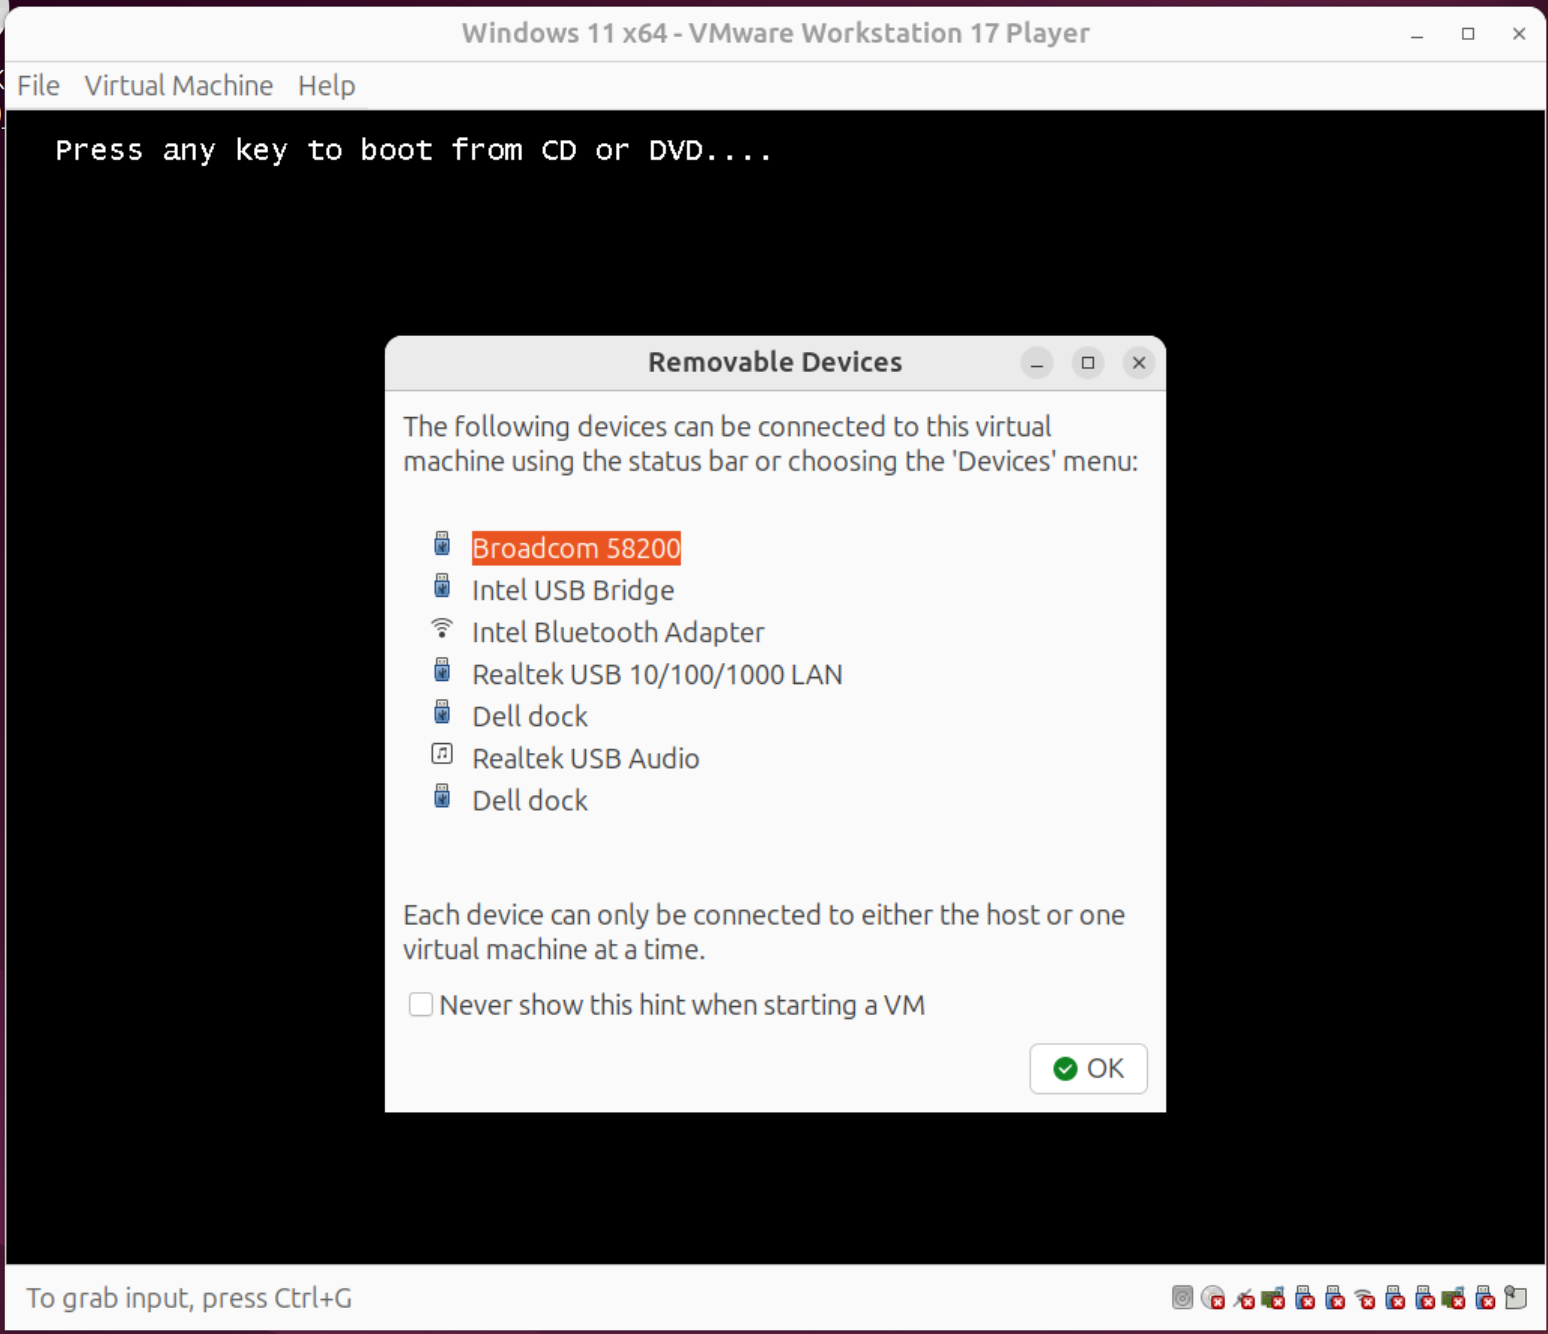 Windows 11 x64 - VMware Workstation 17 Player
File Virtual Machine Help
Press any key to boot from CD or DVD....
Removable Devices
The following devices can be connected to this virtual
machine using the status bar or choosing the 'Devices' menu:
Broadcom 58200
Intel USB Bridge
Intel Bluetooth Adapter
Realtek USB 10/100/1000 LAN
Dell dock
Realtek USB Audio
Dell dock
Each device can only be connected to either the host or one
virtual machine at a time.
Never show this hint when starting a VM
OK
To grab input, press Ctrl+G